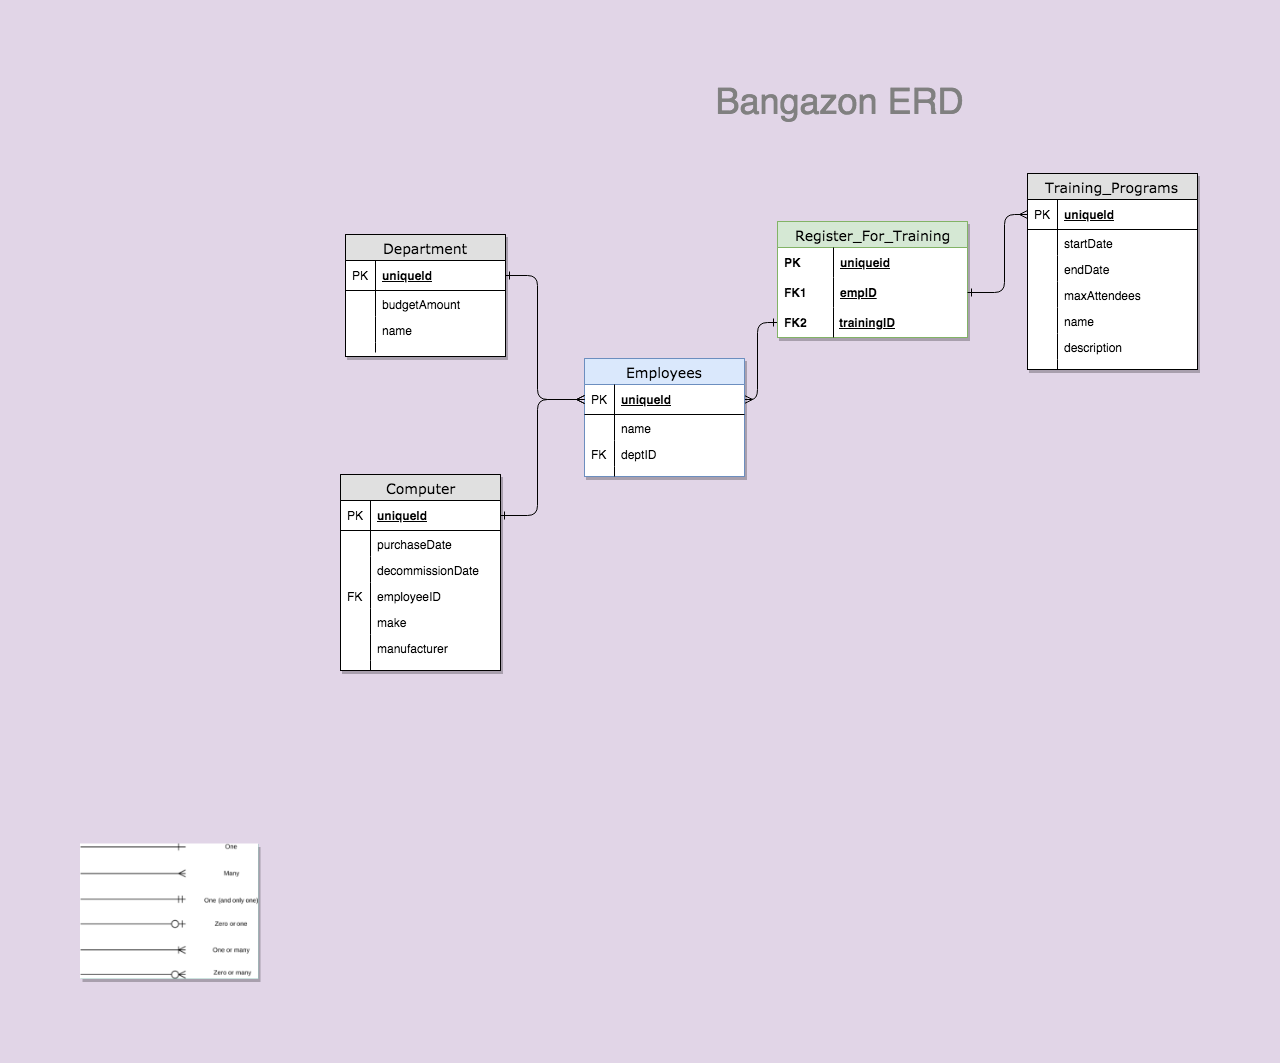 Bangazon ERD
Department
PK uniqueId
budgetAmount
name
Computer
PK uniqueId
purchaseDate
decommissionDate
FK employeeID
make
manufacturer
Employees
PK uniqueId
name
FK deptID
Register_For_Training
PK uniqueid
FK1 empID
FK2 trainingID
Training_Programs
PK uniqueId
startDate
endDate
maxAttendees
name
description
One
Many
One (and only one)
Zero or one
One or many
Zero or many